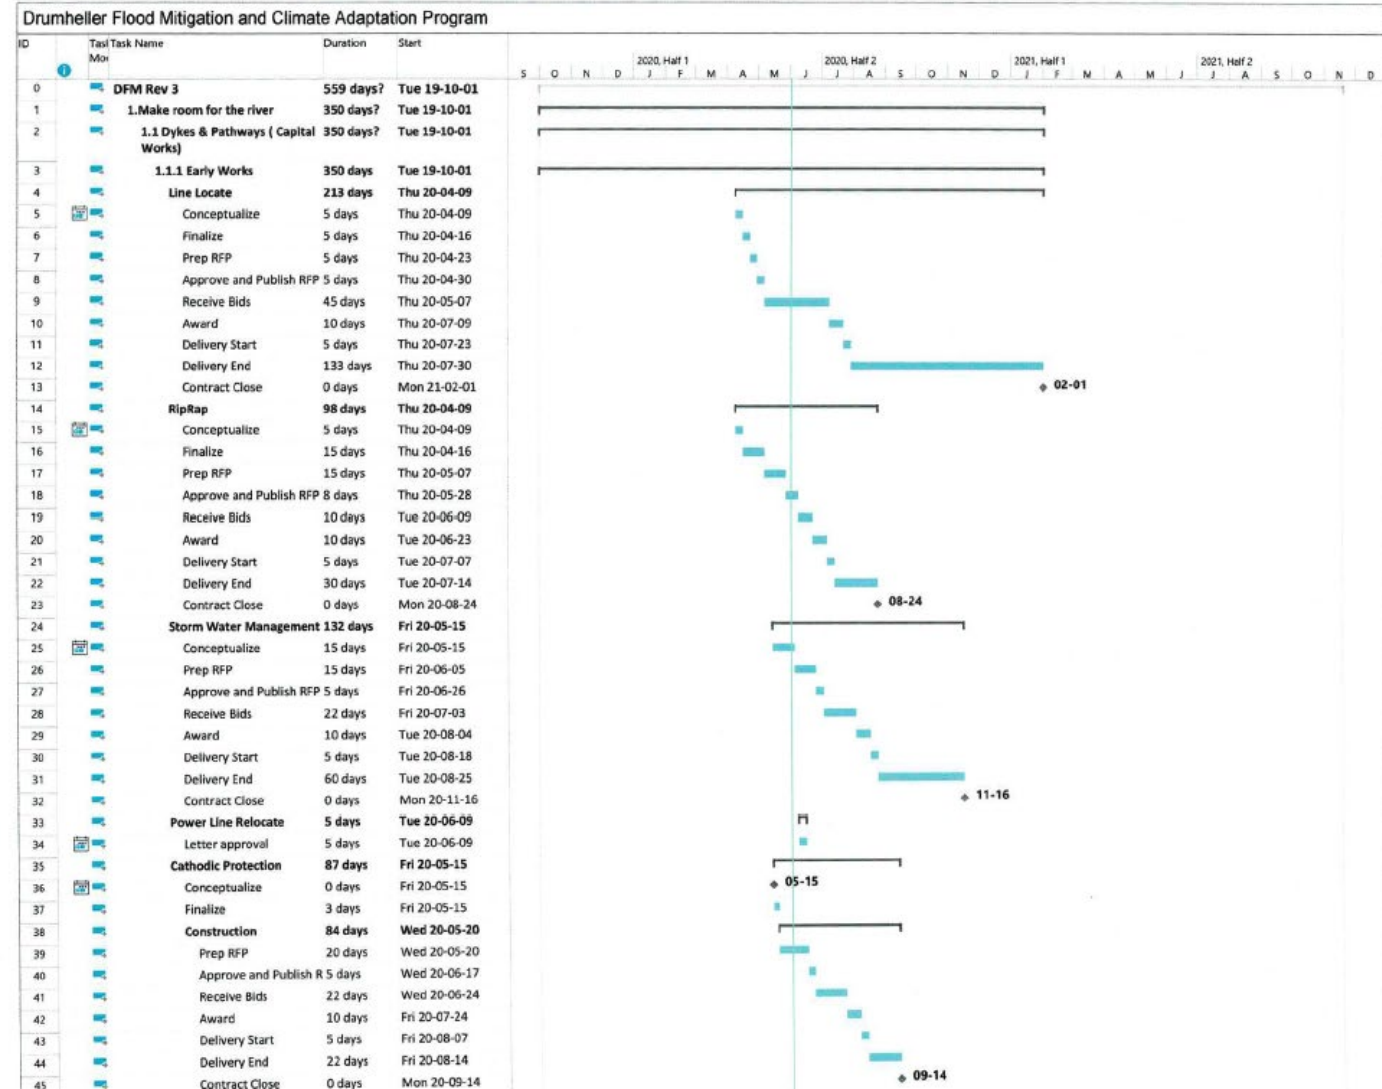 Drumheller Flood Mitigation and Climate Adaptation Program
ID Task Task Name Duration Start
Mo
2020, Half 1 2020, Half 2 2021, Half 1 2021, Half 2
S O N D J F M A M J J A S O N D J F M A M J J A S O N D
0 DFM Rev 3 559 days? Tue 19-10-01
1 1.Make room for the river 350 days? Tue 19-10-01
2 1.1 Dykes & Pathways ( Capital 350 days? Tue 19-10-01
Works)
3 1.1.1 Early Works 350 days Tue 19-10-01
4 Line Locate 213 days Thu 20-04-09
5 Conceptualize 5 days Thu 20-04-09
6 Finalize 5 days Thu 20-04-16
7 Prep RFP 5 days Thu 20-04-23
8 Approve and Publish RFP 5 days Thu 20-04-30
9 Receive Bids 45 days Thu 20-05-07
10 Award 10 days Thu 20-07-09
11 Delivery Start 5 days Thu 20-07-23
12 Delivery End 133 days Thu 20-07-30
13 Contract Close 0 days Mon 21-02-01 02-01
14 RipRap 98 days Thu 20-04-09
15 Conceptualize 5 days Thu 20-04-09
16 Finalize 15 days Thu 20-04-16
17 Prep RFP 15 days Thu 20-05-07
18 Approve and Publish RFP 8 days Thu 20-05-28
19 Receive Bids 10 days Tue 20-06-09
20 Award 10 days Tue 20-06-23
21 Delivery Start 5 days Tue 20-07-07
22 Delivery End 30 days Tue 20-07-14
23 Contract Close 0 days Mon 20-08-24 08-24
24 Storm Water Management 132 days Fri 20-05-15
25 Conceptualize 15 days Fri 20-05-15
26 Prep RFP 15 days Fri 20-06-05
27 Approve and Publish RFP 5 days Fri 20-06-26
28 Receive Bids 22 days Fri 20-07-03
29 Award 10 days Tue 20-08-04
30 Delivery Start 5 days Tue 20-08-18
31 Delivery End 60 days Tue 20-08-25
32 Contract Close 0 days Mon 20-11-16 11-16
33 Power Line Relocate 5 days Tue 20-06-09
34 Letter approval 5 days Tue 20-06-09
35 Cathodic Protection 87 days Fri 20-05-15
36 Conceptualize 0 days Fri 20-05-15 05-15
37 Finalize 3 days Fri 20-05-15
38 Construction 84 days Wed 20-05-20
39 Prep RFP 20 days Wed 20-05-20
40 Approve and Publish R 5 days Wed 20-06-17
41 Receive Bids 22 days Wed 20-06-24
42 Award 10 days Fri 20-07-24
43 Delivery Start 5 days Fri 20-08-07
44 Delivery End 22 days Fri 20-08-14
45 Contract Close 0 days Mon 20-09-14 09-14